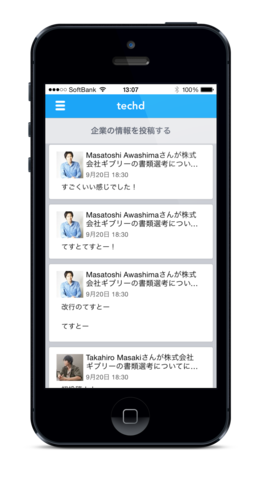 SoftBank 13:07 100%
techd
企業の情報を投稿する
Masatoshi Awashimaさんが株式
会社ギブリーの書類選考につい…
9月20日 18:30
すごくいい感じでした！
Masatoshi Awashimaさんが株式
会社ギブリーの書類選考につい…
9月20日 18:30
てすとてすとー！
Masatoshi Awashimaさんが株式
会社ギブリーの書類選考につい…
9月20日 18:30
改行のてすとー
てすとー
Takahiro Masakiさんが株式会社
ギブリーの書類選考についてに…
9月20日 18:30